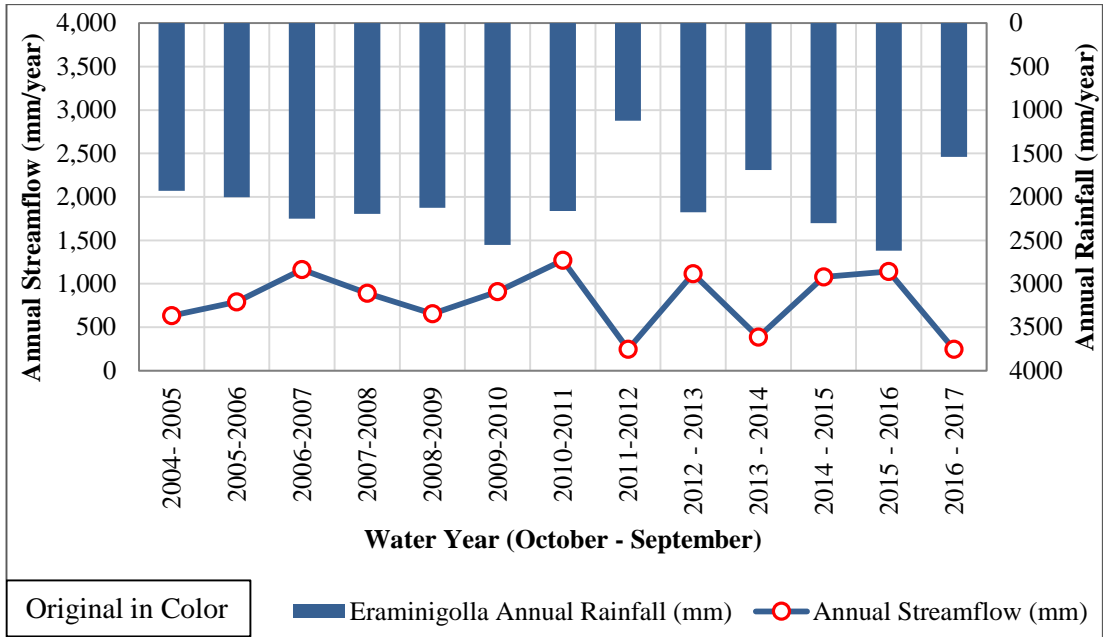 Annual Streamflow (mm/year)
4,000
3,500
3,000
2,500
2,000
1,500
1,000
500
0
0
500
1000
1500
2000
2500
3000
3500
4000
Annual Rainfall (mm/year)
2004- 2005
2005-2006
2006-2007
2007-2008
2008-2009
2009-2010
2010-2011
2011-2012
2012 - 2013
2013 - 2014
2014 - 2015
2015 - 2016
2016 - 2017
Water Year (October - September)
Original in Color
Eraminigolla Annual Rainfall (mm)
Annual Streamflow (mm)